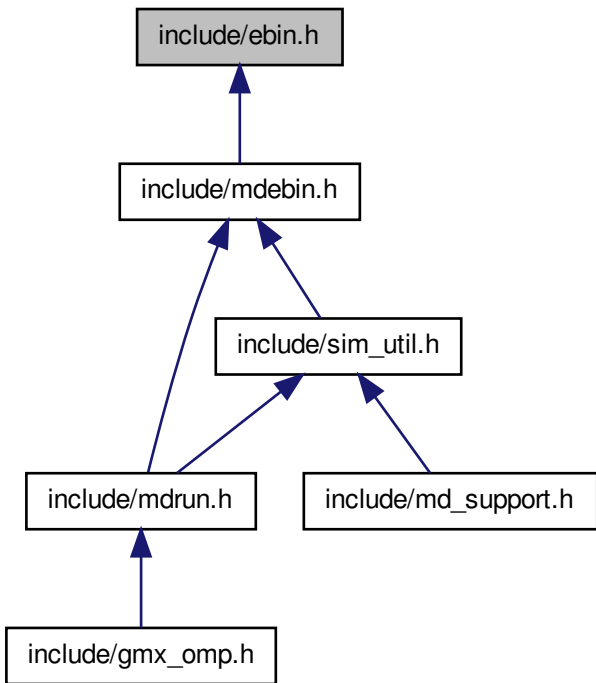 include/ebin.h
include/mdebin.h
include/sim_util.h
include/mdrun.h
include/md_support.h
include/gmx_omp.h